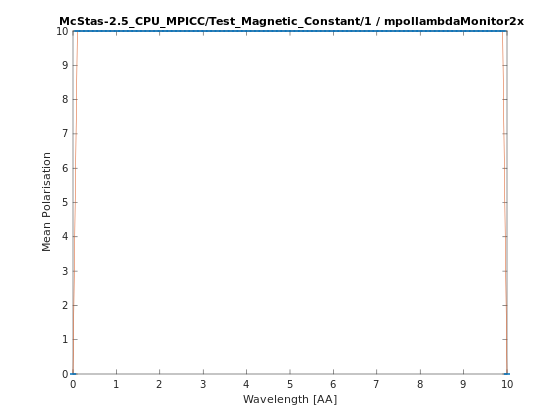 McStas-2.5_CPU_MPICC/Test_Magnetic_Constant/1 / mpollambdaMonitor2x
10
9
8
7
6
5
4
3
2
1
0
Mean Polarisation
0 1 2 3 4 5 6 7 8 9 10
Wavelength [AA]